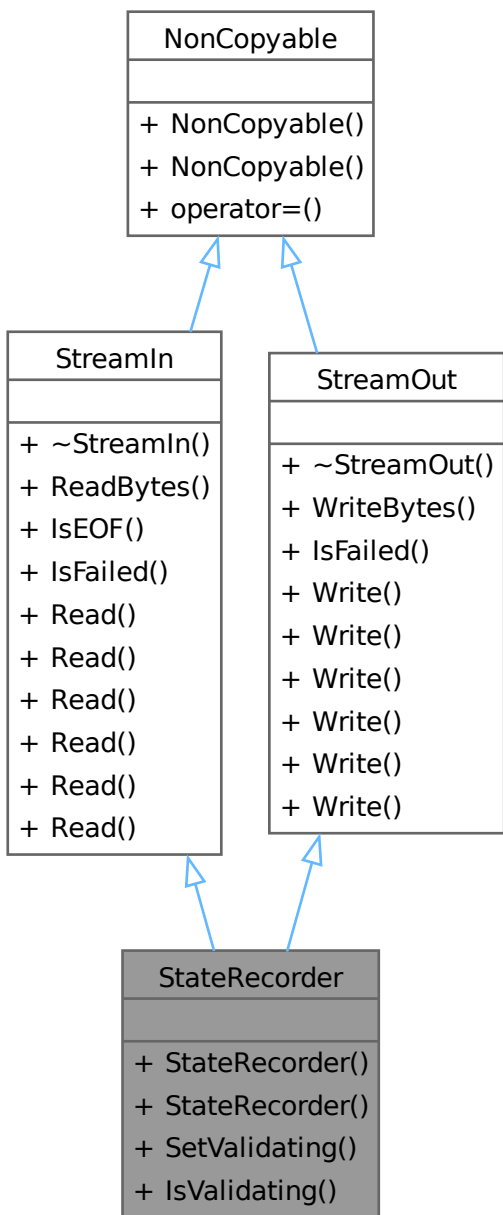 NonCopyable
+ NonCopyable()
+ NonCopyable()
+ operator=()
StreamIn
+ ~StreamIn()
+ ReadBytes()
+ IsEOF()
+ IsFailed()
+ Read()
+ Read()
+ Read()
+ Read()
+ Read()
+ Read()
StreamOut
+ ~StreamOut()
+ WriteBytes()
+ IsFailed()
+ Write()
+ Write()
+ Write()
+ Write()
+ Write()
+ Write()
StateRecorder
+ StateRecorder()
+ StateRecorder()
+ SetValidating()
+ IsValidating()